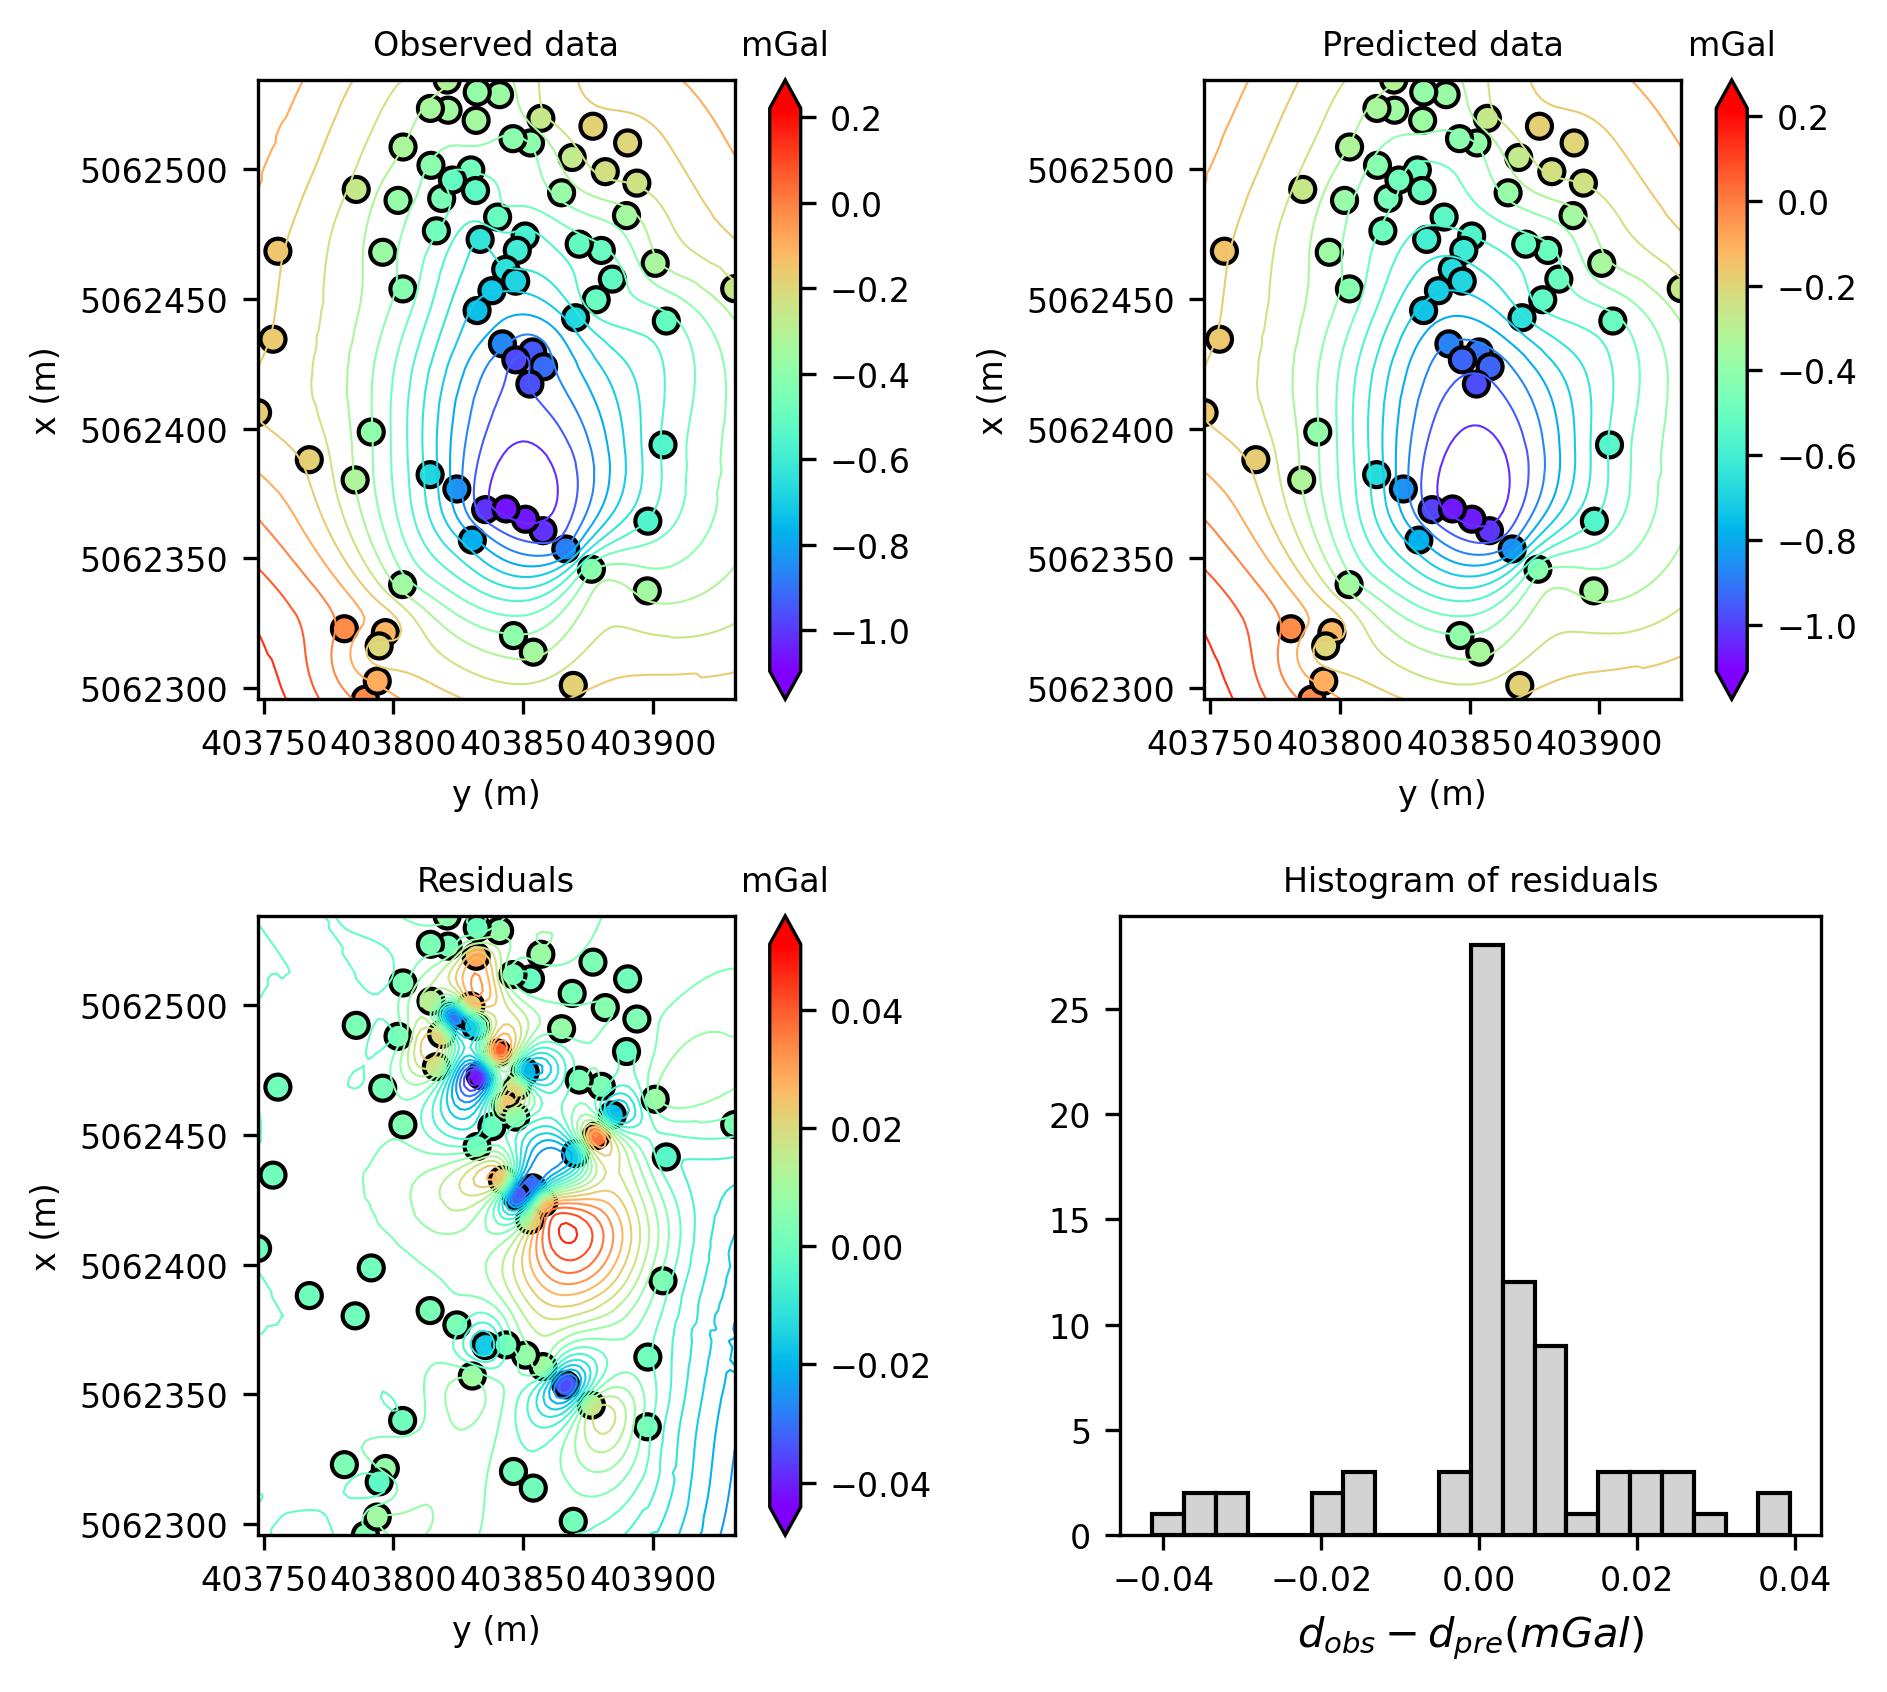 Observed data
mGal
0.2
0.0
−0.2
−0.4
−0.6
−0.8
−1.0
5062500
5062450
5062400
5062350
5062300
x (m)
403750 403800 403850 403900
y (m)
Predicted data
mGal
0.2
0.0
−0.2
−0.4
−0.6
−0.8
−1.0
5062500
5062450
5062400
5062350
5062300
x (m)
403750 403800 403850 403900
y (m)
Residuals
mGal
0.04
0.02
0.00
−0.02
−0.04
5062500
5062450
5062400
5062350
5062300
x (m)
403750 403800 403850 403900
y (m)
Histogram of residuals
25
20
15
10
5
0
−0.04 −0.02 0.00 0.02 0.04
d_obs − d_pre(mGal)